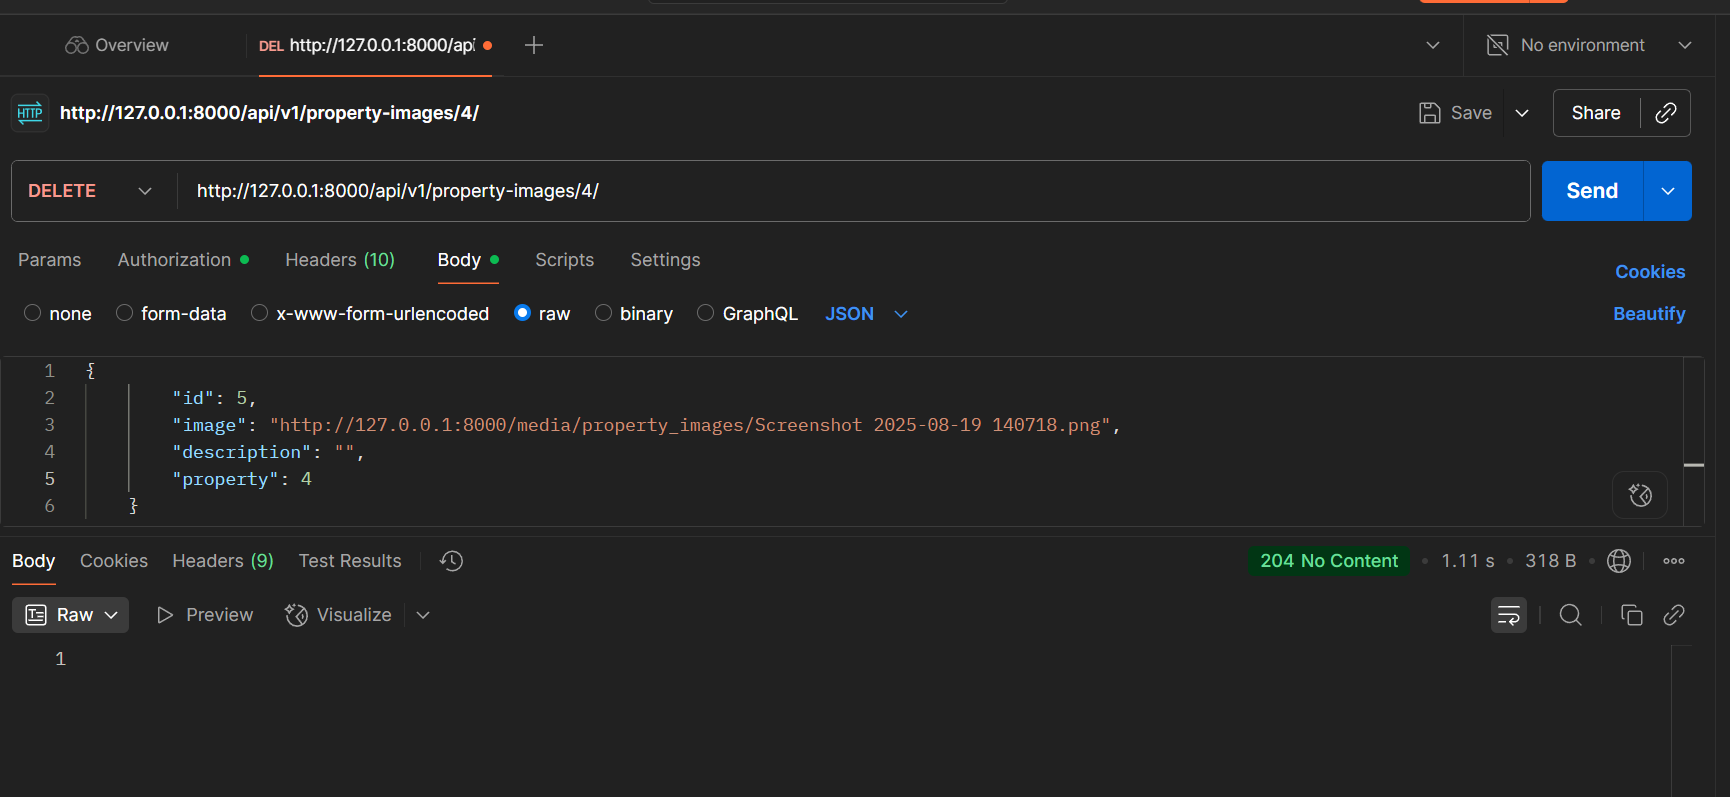 Overview
DEL http://127.0.0.1:8000/api
No environment
HTTP http://127.0.0.1:8000/api/v1/property-images/4/
Save
Share
DELETE
http://127.0.0.1:8000/api/v1/property-images/4/
Send
Params Authorization Headers (10) Body Scripts Settings
Cookies
none form-data x-www-form-urlencoded raw binary GraphQL JSON
Beautify
1 {
2 "id": 5,
3 "image": "http://127.0.0.1:8000/media/property_images/Screenshot 2025-08-19 140718.png",
4 "description": "",
5 "property": 4
6 }
Body Cookies Headers (9) Test Results
204 No Content • 1.11 s • 318 B
Raw Preview Visualize
1